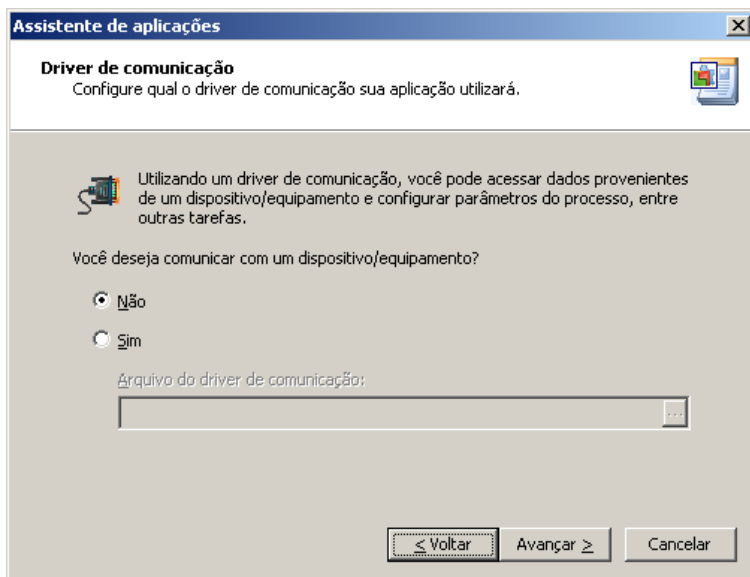 Assistente de aplicações
Driver de comunicação
Configure qual o driver de comunicação sua aplicação utilizará.
Utilizando um driver de comunicação, você pode acessar dados provenientes
de um dispositivo/equipamento e configurar parâmetros do processo, entre
outras tarefas.
Você deseja comunicar com um dispositivo/equipamento?
Não
Sim
Arquivo do driver de comunicação:
...
< Voltar
Avançar >
Cancelar